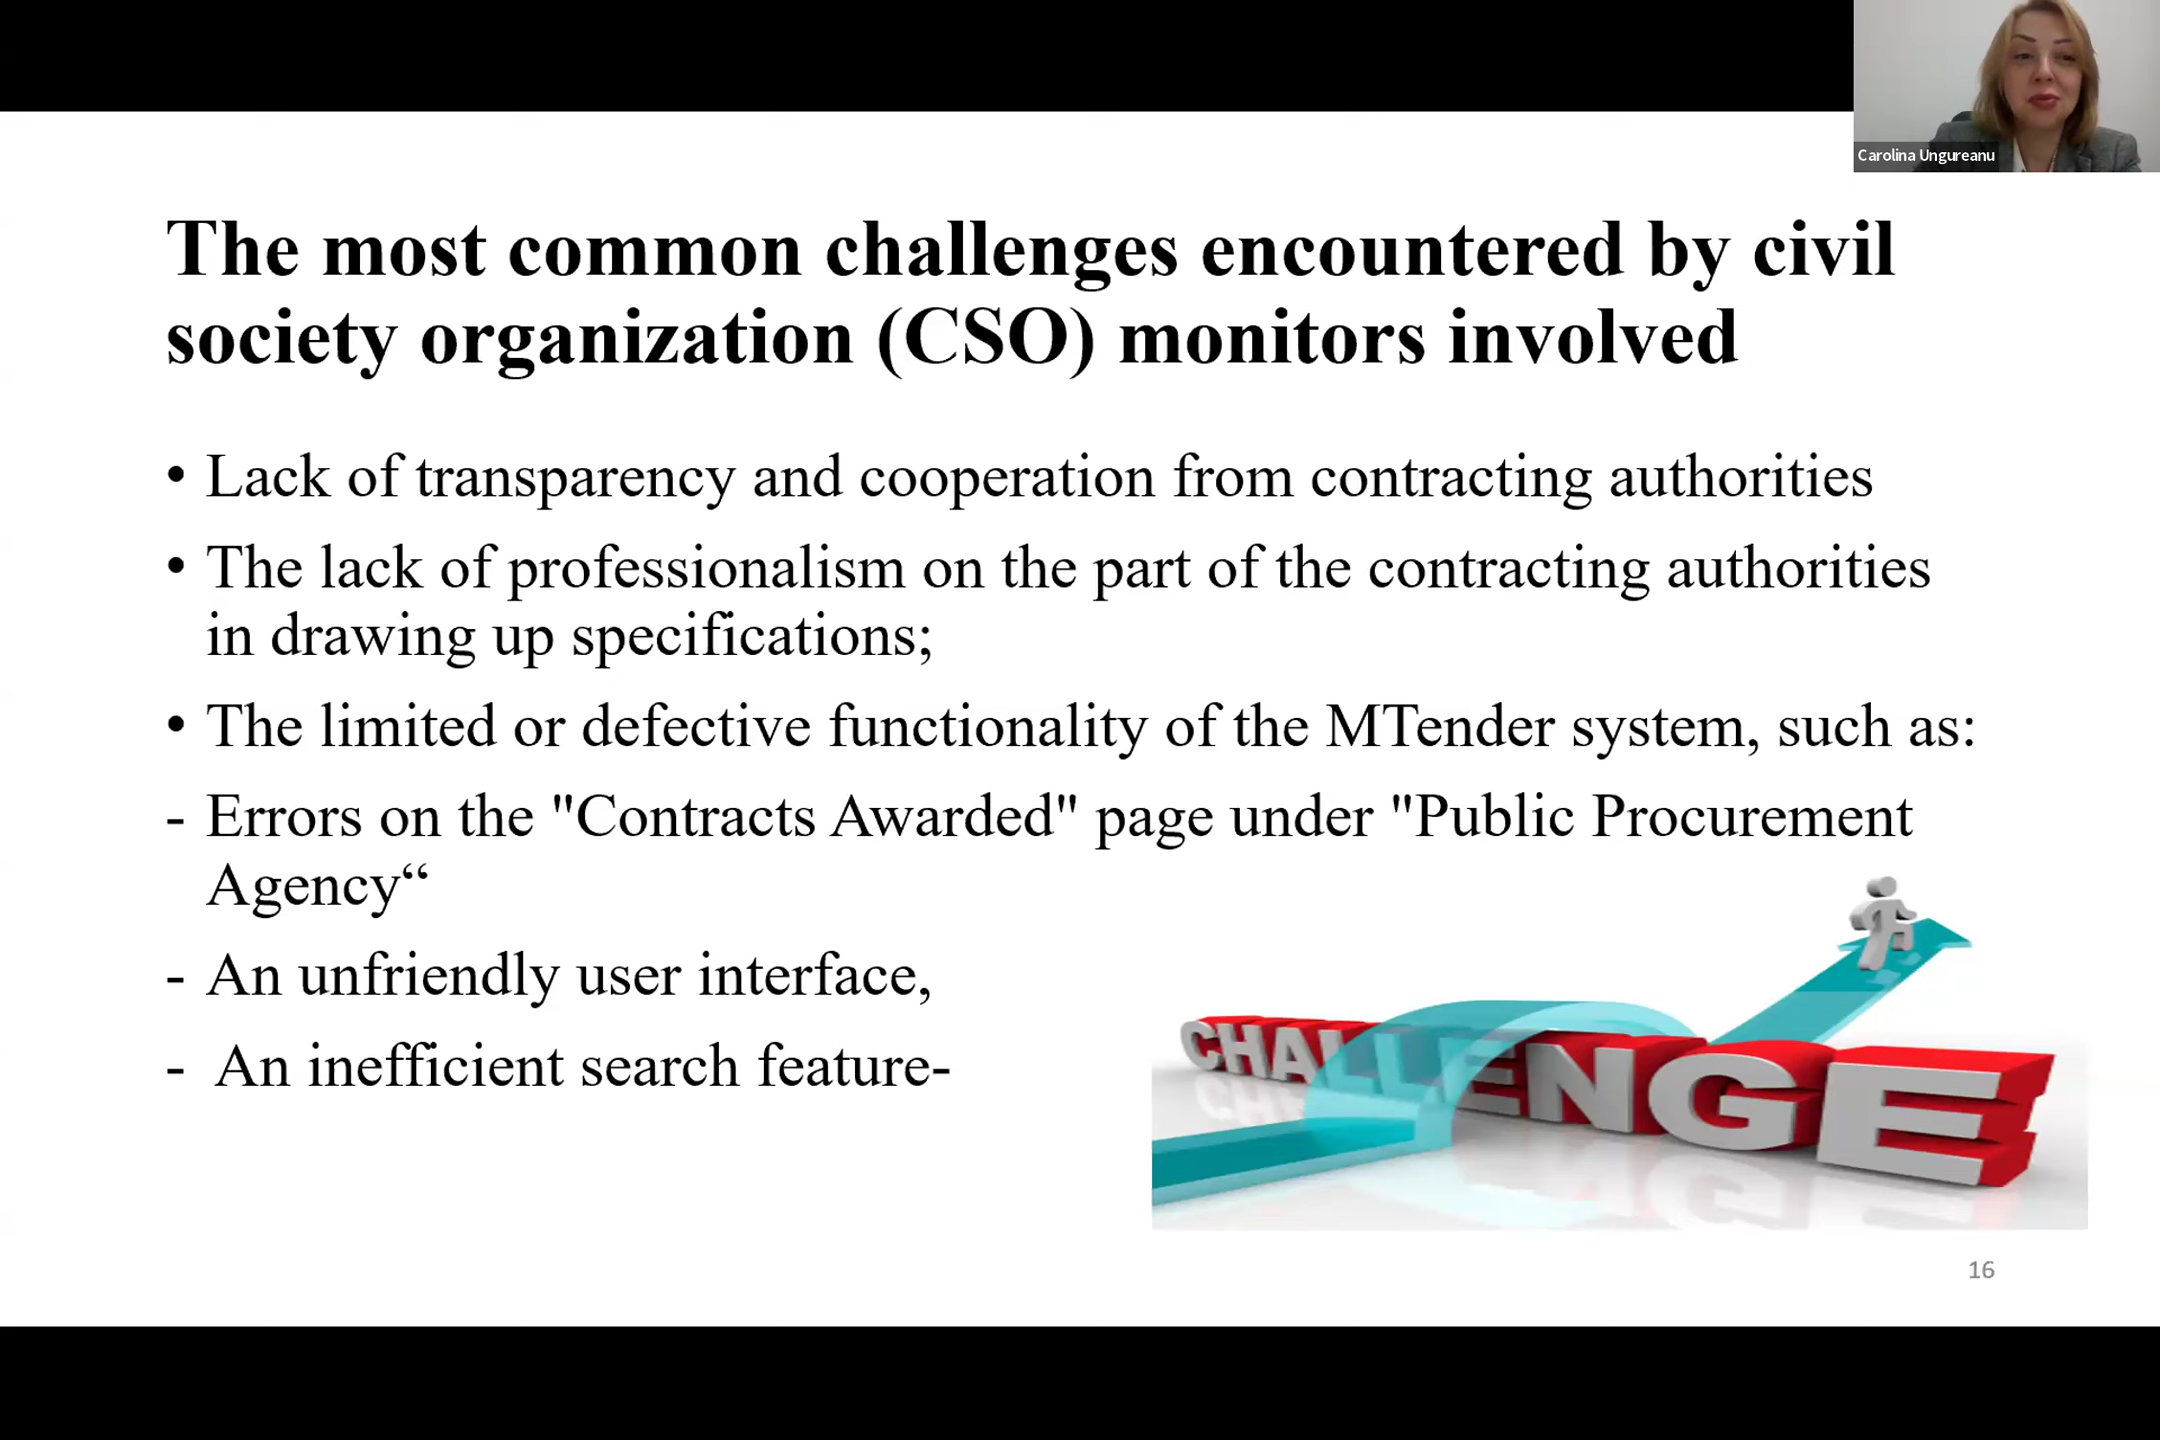 Carolina Ungureanu
The most common challenges encountered by civil
society organization (CSO) monitors involved
• Lack of transparency and cooperation from contracting authorities
• The lack of professionalism on the part of the contracting authorities
in drawing up specifications;
• The limited or defective functionality of the MTender system, such as:
- Errors on the "Contracts Awarded" page under "Public Procurement
Agency“
- An unfriendly user interface,
- An inefficient search feature-
CHALLENGE
16